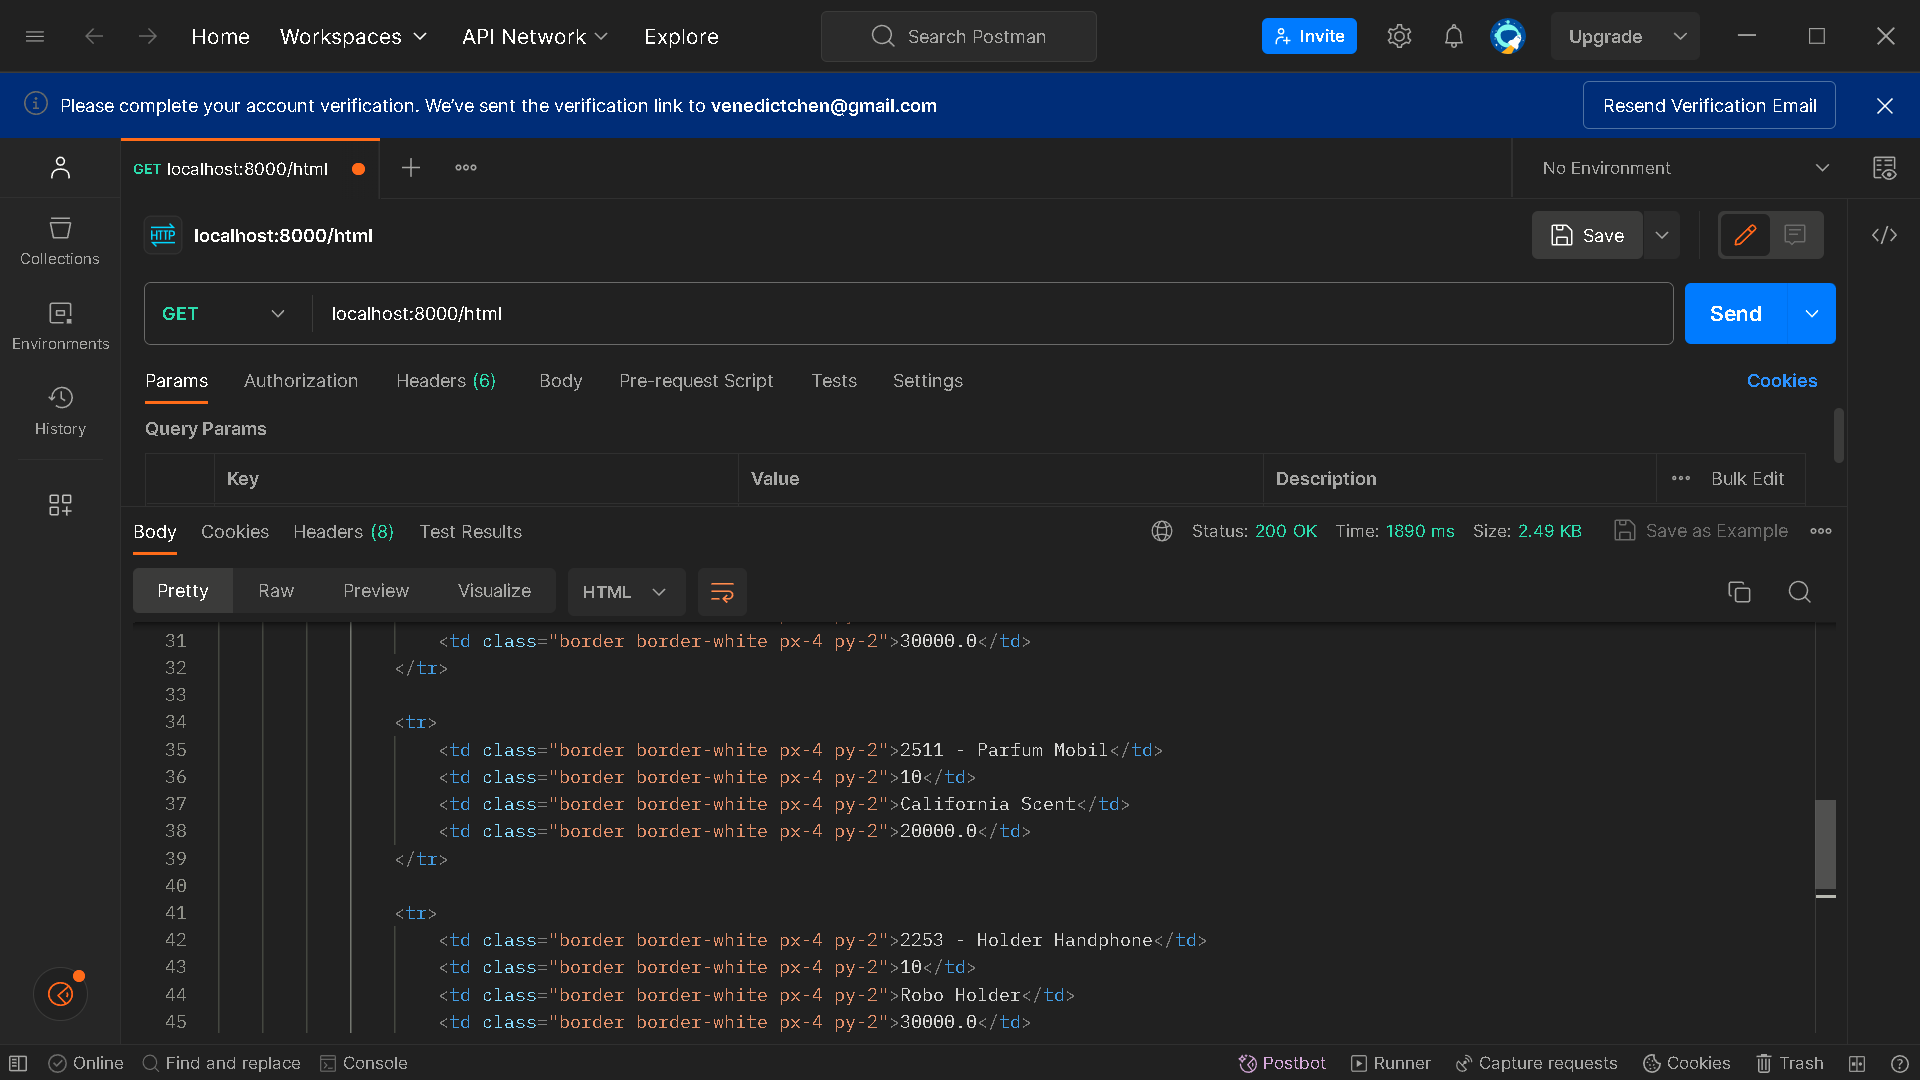 Home Workspaces API Network Explore Search Postman Invite Upgrade
Please complete your account verification. We’ve sent the verification link to venedictchen@gmail.com Resend Verification Email
GET localhost:8000/html No Environment
HTTP localhost:8000/html Save
Collections
GET localhost:8000/html Send
Environments
Params Authorization Headers (6) Body Pre-request Script Tests Settings Cookies
History
Query Params
Key Value Description Bulk Edit
Body Cookies Headers (8) Test Results Status: 200 OK Time: 1890 ms Size: 2.49 KB Save as Example
Pretty Raw Preview Visualize HTML
31 <td class="border border-white px-4 py-2">30000.0</td>
32 </tr>
33
34 <tr>
35 <td class="border border-white px-4 py-2">2511 - Parfum Mobil</td>
36 <td class="border border-white px-4 py-2">10</td>
37 <td class="border border-white px-4 py-2">California Scent</td>
38 <td class="border border-white px-4 py-2">20000.0</td>
39 </tr>
40
41 <tr>
42 <td class="border border-white px-4 py-2">2253 - Holder Handphone</td>
43 <td class="border border-white px-4 py-2">10</td>
44 <td class="border border-white px-4 py-2">Robo Holder</td>
45 <td class="border border-white px-4 py-2">30000.0</td>
Online Find and replace Console Postbot Runner Capture requests Cookies Trash